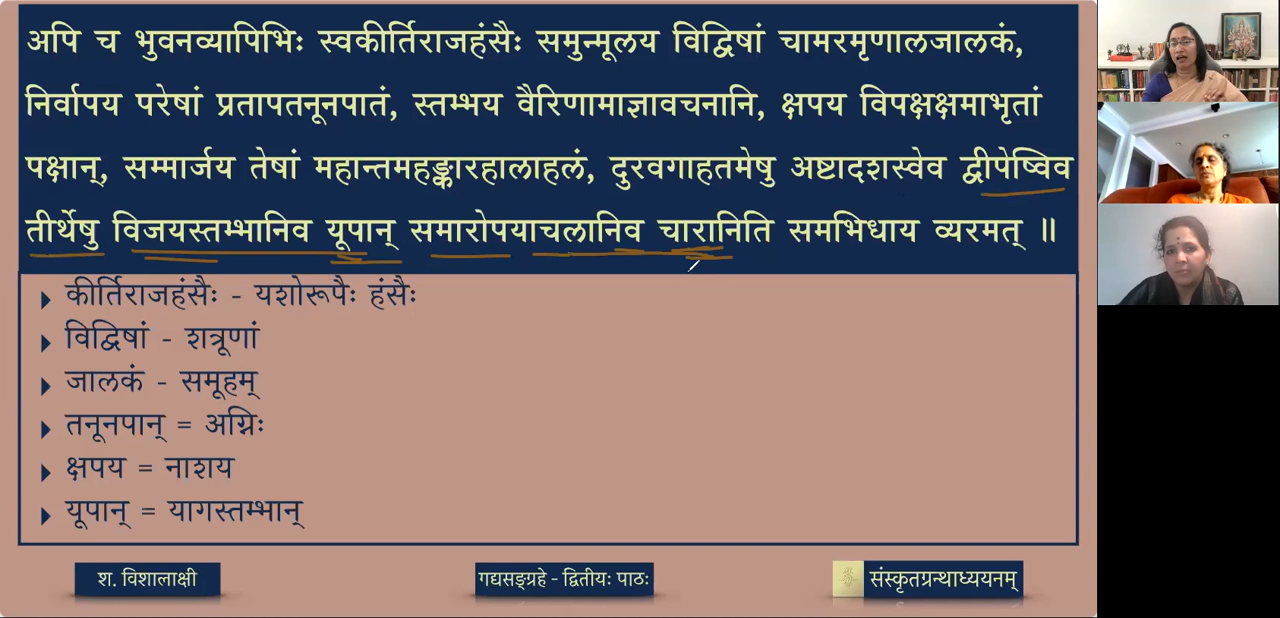 अपि च भुवनव्यापिभिः स्वकीर्तिराजहंसैः समुन्मूलय विद्विषां चामरमृणालजालकं,
निर्वापय परेषां प्रतापतनूनपातं, स्तम्भय वैरिणामाज्ञावचनानि, क्षपय विपक्षक्षमाभृतां
पक्षान्, सम्मार्जय तेषां महान्तमहङ्कारहालाहलं, दुरवगाहतमेषु अष्टादशस्वेव द्वीपेष्विव
तीर्थेषु विजयस्तम्भानिव यूपान् समारोपयाचलानिव चारानिति समभिधाय व्यरमत् ॥
कीर्तिराजहंसैः - यशोरूपैः हंसैः
विद्विषां - शत्रूणां
जालकं - समूहम्
तनूनपान् = अग्निः
क्षपय = नाशय
यूपान् = यागस्तम्भान्
श. विशालाक्षी
गद्यसङ्ग्रहे - द्वितीयः पाठः
संस्कृतग्रन्थाध्ययनम्